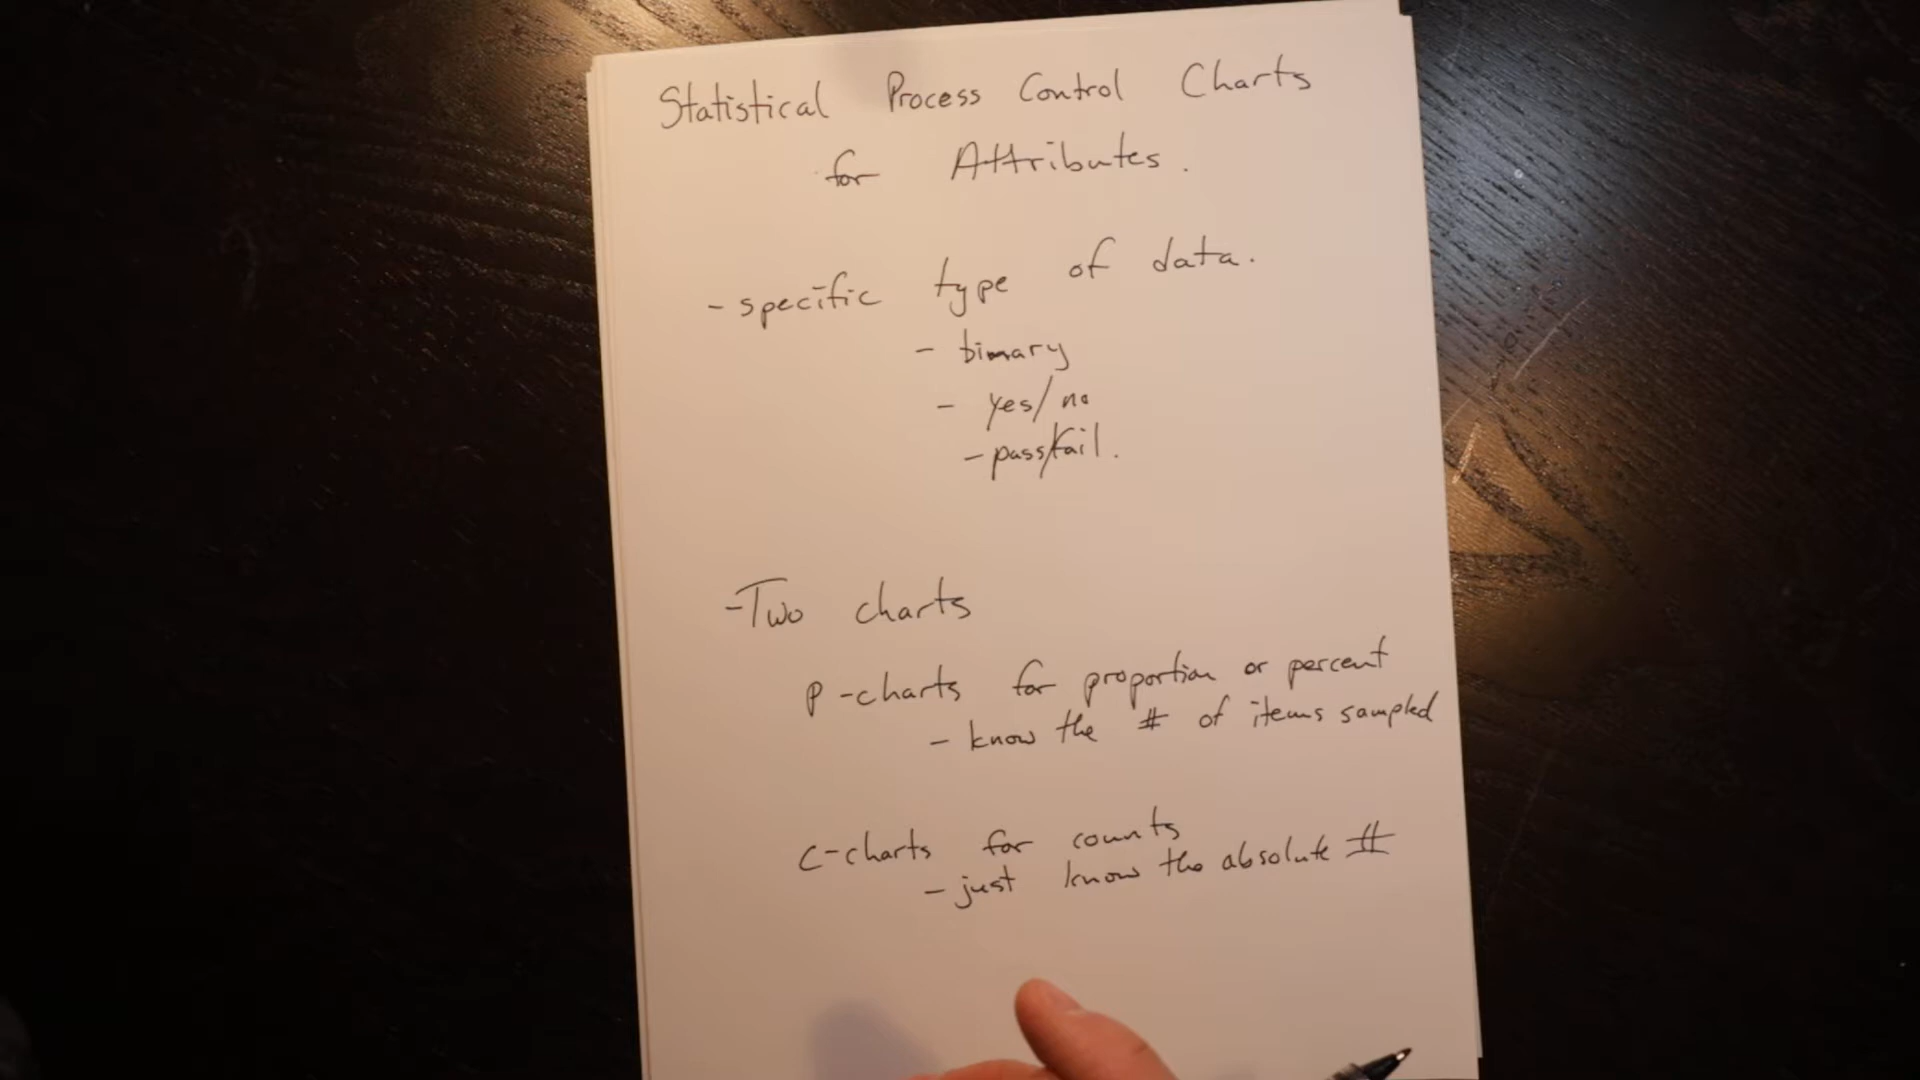 Statistical Process Control Charts
for Attributes.
- specific type of data.
- binary
- yes/no
- pass/fail.
- Two charts
p-charts for proportion or percent
- know the # of items sampled
c-charts for counts
- just know the absolute #